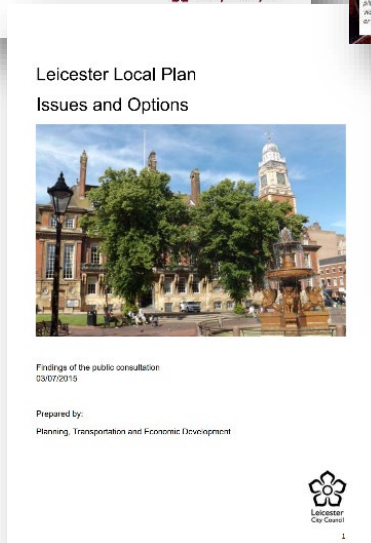 Leicester Local Plan
Issues and Options
Findings of the public consultation
03/07/2015
Prepared by:
Planning, Transportation and Economic Development
Leicester
City Council
1